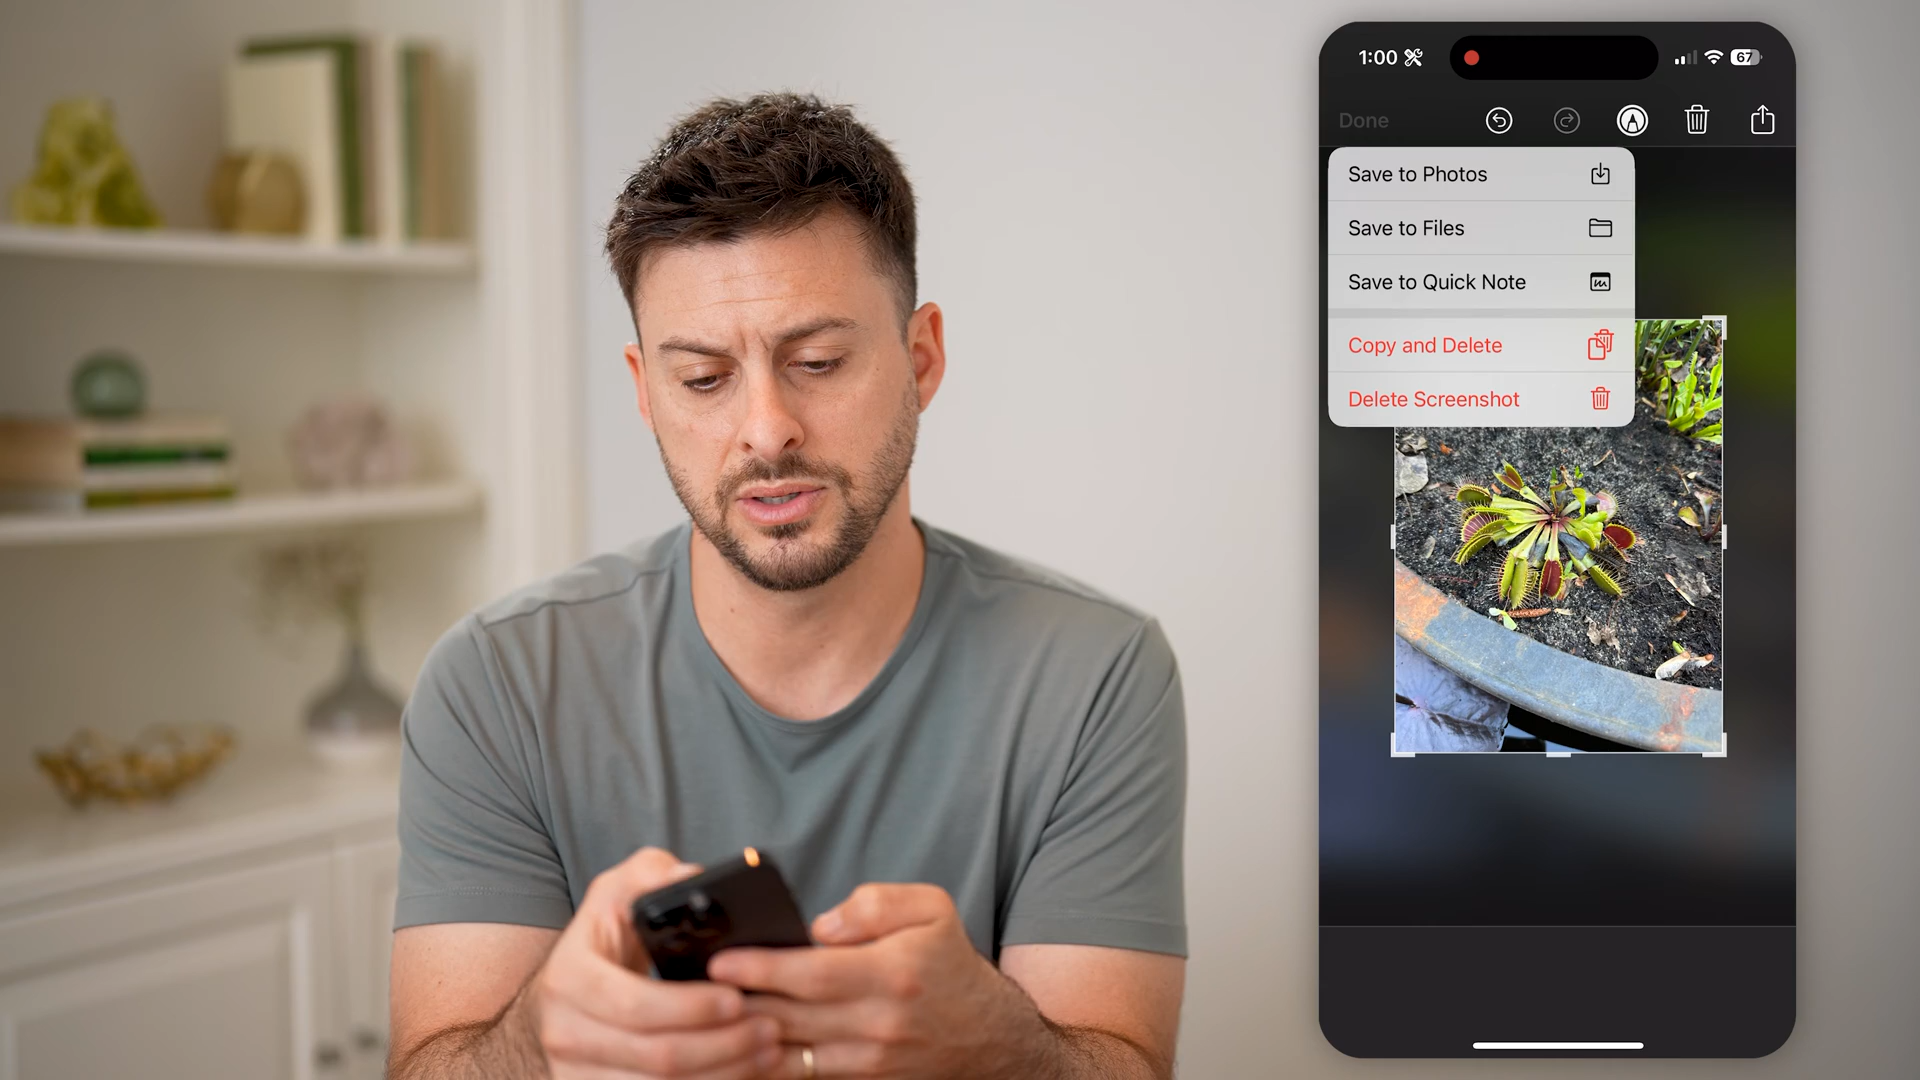 1:00
67
Done
Save to Photos
Save to Files
Save to Quick Note
Copy and Delete
Delete Screenshot